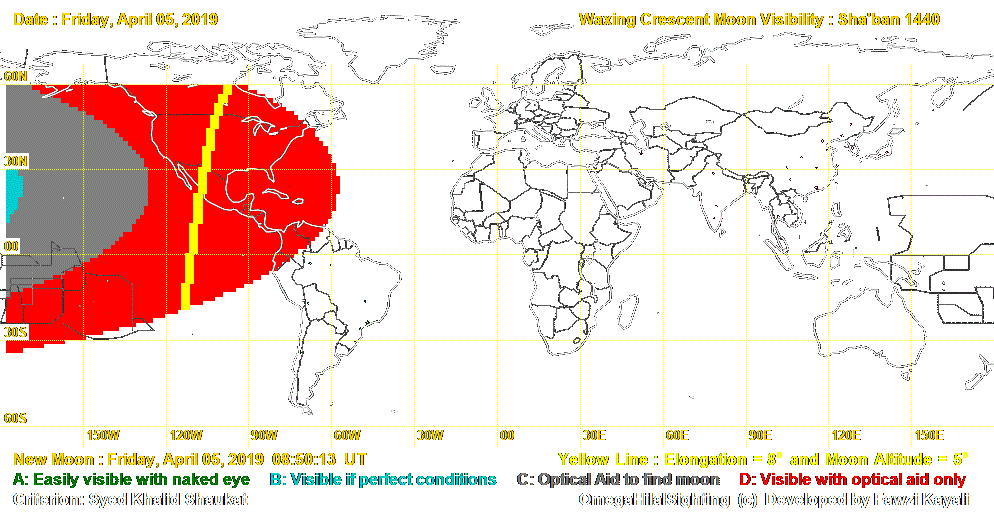 Date : Friday, April 05, 2019 Waxing Crescent Moon Visibility : Sha'ban 1440
60N
30N
00
30S
60S
150W 120W 90W 60W 30W 00 30E 60E 90E 120E 150E
New Moon : Friday, April 05, 2019 08:50:13 UT Yellow Line : Elongation = 8° and Moon Altitude = 5°
A: Easily visible with naked eye B: Visible if perfect conditions C: Optical Aid to find moon D: Visible with optical aid only
Criterion: Syed Khalid Shaukat OmegaHilalSighting (c) Developed by Fawzi Kayali